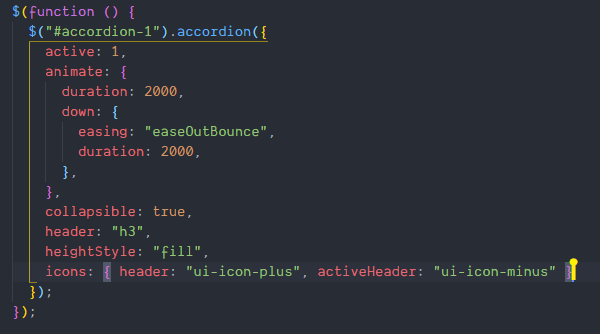 $(function () {
  $("#accordion-1").accordion({
    active: 1,
    animate: {
      duration: 2000,
      down: {
        easing: "easeOutBounce",
        duration: 2000,
      },
    },
    collapsible: true,
    header: "h3",
    heightStyle: "fill",
    icons: { header: "ui-icon-plus", activeHeader: "ui-icon-minus" }
  });
});